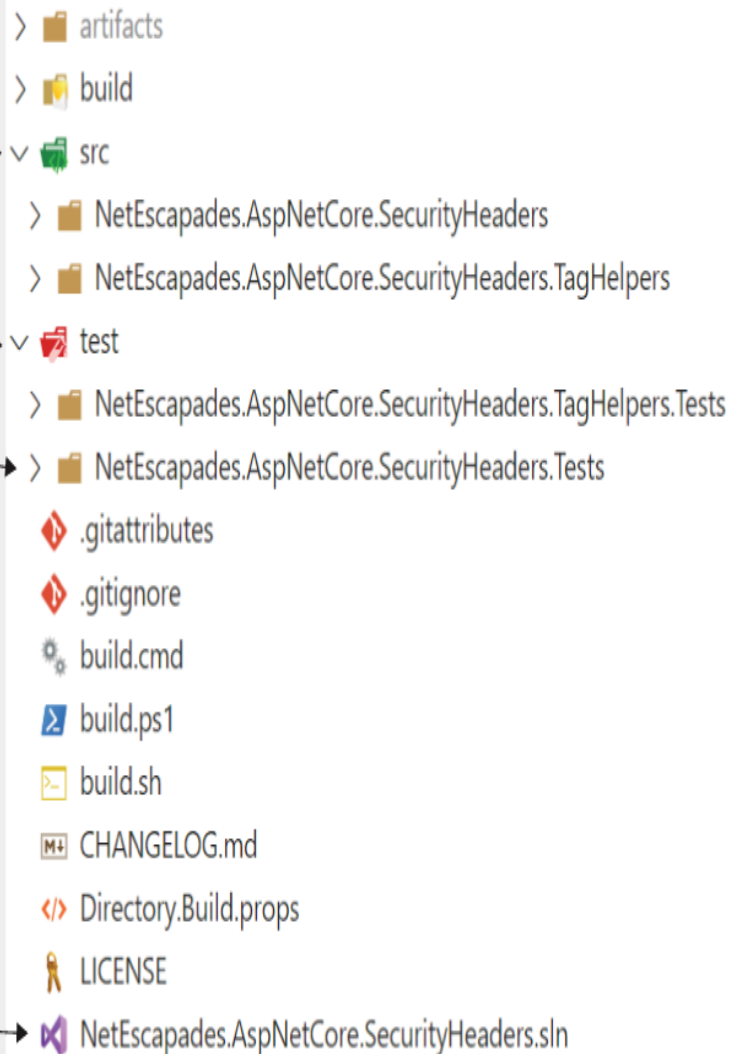 artifacts
build
src
NetEscapades.AspNetCore.SecurityHeaders
NetEscapades.AspNetCore.SecurityHeaders.TagHelpers
test
NetEscapades.AspNetCore.SecurityHeaders.TagHelpers.Tests
NetEscapades.AspNetCore.SecurityHeaders.Tests
.gitattributes
.gitignore
build.cmd
build.ps1
build.sh
CHANGELOG.md
Directory.Build.props
LICENSE
NetEscapades.AspNetCore.SecurityHeaders.sln